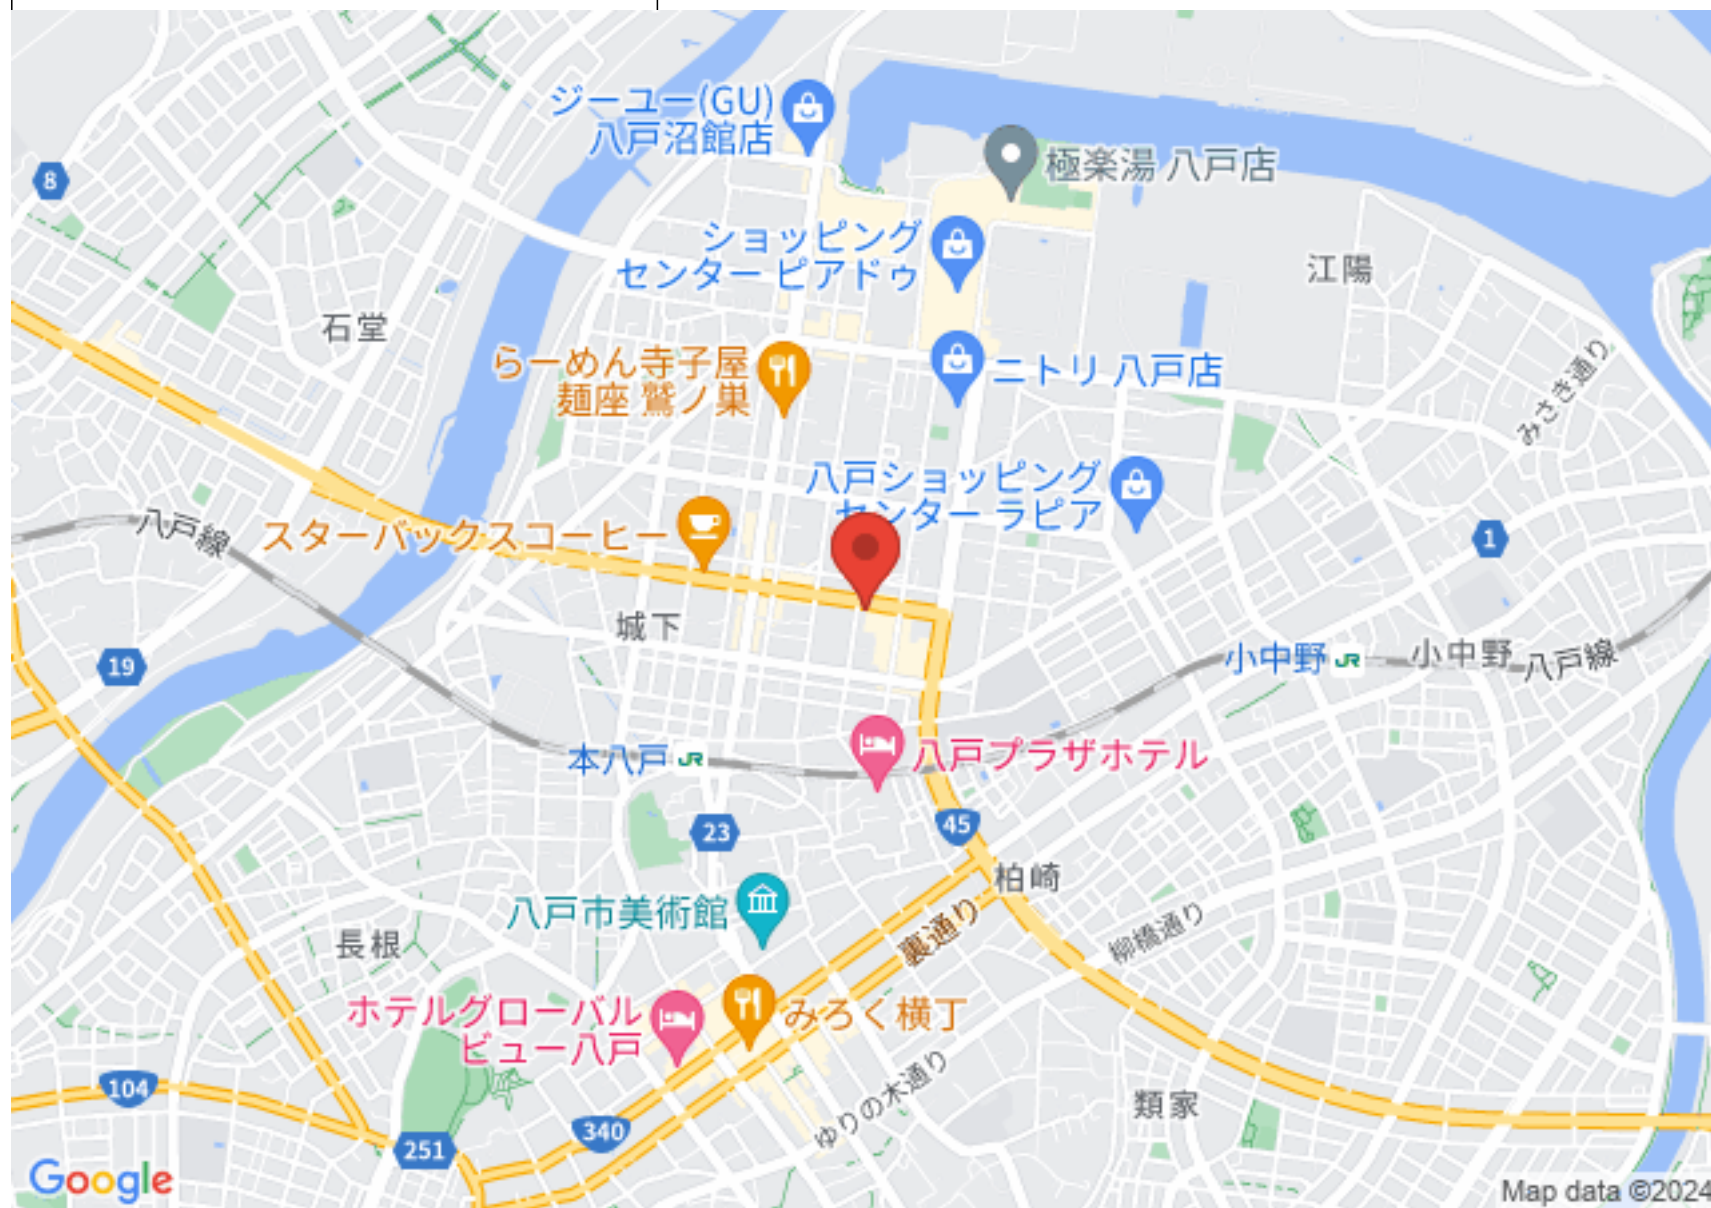 ジーユー(GU)
八戸沼館店
極楽湯 八戸店
8
ショッピング
センター ピアドゥ
江陽
石堂
らーめん寺子屋
麺座 鷲ノ巣
ニトリ 八戸店
みさき通り
八戸ショッピング
センター ラピア
八戸線
スターバックスコーヒー
1
城下
19
小中野
JR
小中野
八戸線
本八戸
JR
八戸プラザホテル
23
45
柏崎
八戸市美術館
裏通り
柳橋通り
長根
ホテルグローバル
ビュー八戸
みろく横丁
104
ゆりの木通り
類家
340
251
Google
Map data ©2024